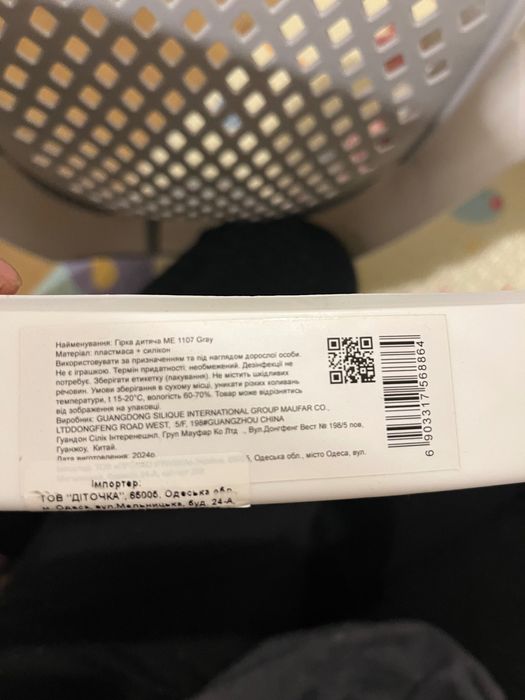 Найменування: Гірка дитяча ME 1107 Gray
Матеріал: пластмаса + силікон
Використовувати за призначенням та під наглядом дорослої особи.
Не є іграшкою. Термін придатності: необмежений. Дезінфекції не
потребує. Зберігати етикетку (пакування). Не містить шкідливих
речовин. Умови зберігання в сухому місці, уникати різких коливань
температури, t 15-20°C, вологість 60-70%. Товар може відрізнятись
від зображення на упаковці.
Виробник: GUANGDONG SILIQUE INTERNATIONAL GROUP MAUFAR CO.,
LTDDONGFENG ROAD WEST, 5/F, 198#GUANGZHOU CHINA
Гуандон Сілік Інтеренешнл. Груп Мауфар Ко Лтд ., Вул.Донгфенг Вест № 198/5 пов,
Гуанжоу, Китай.
Дата виготовлення: 2024р.
Одеська обл., місто Одеса, вул.
Імпортер:
ТОВ "ДІТОЧКА", 65006, Одеська обл.
м. Одеса, вул.Мельницька, буд. 24-А,
6 903317 568864